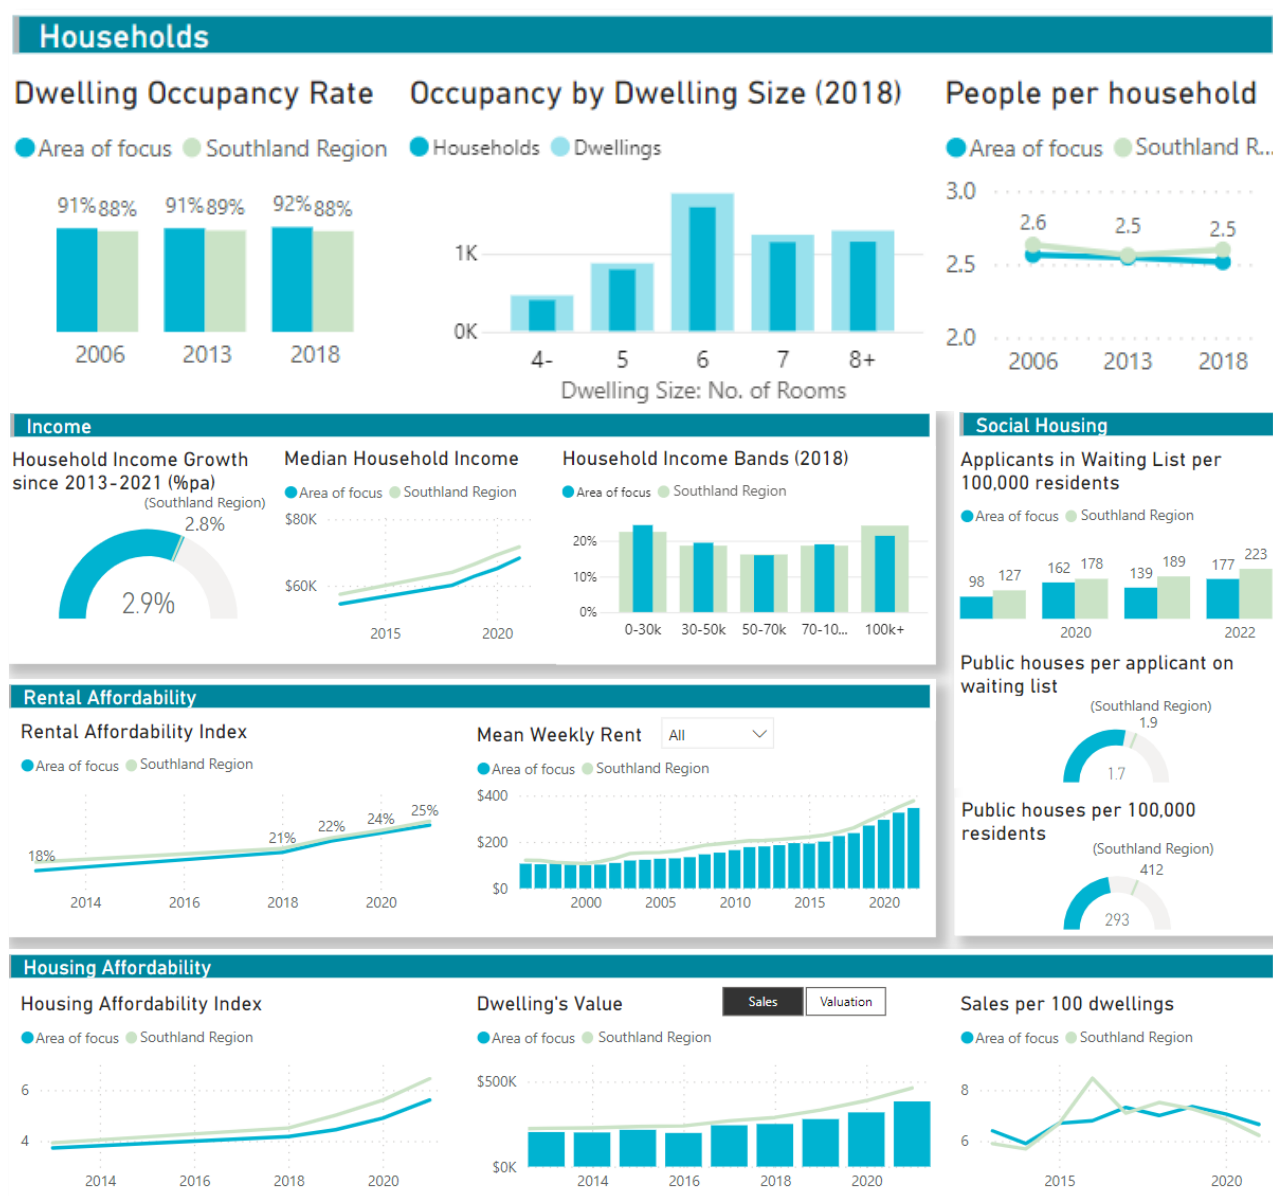 Households
Dwelling Occupancy Rate
Area of focus Southland Region
91% 88% 91% 89% 92% 88%
2006 2013 2018
Occupancy by Dwelling Size (2018)
Households Dwellings
1K
0K
4- 5 6 7 8+
Dwelling Size: No. of Rooms
People per household
Area of focus Southland R...
3.0
2.6 2.5 2.5
2.5
2.0
2006 2013 2018
Income
Household Income Growth
since 2013-2021 (%pa)
(Southland Region)
2.8%
2.9%
Median Household Income
Area of focus Southland Region
$80K
$60K
2015 2020
Household Income Bands (2018)
Area of focus Southland Region
20%
10%
0%
0-30k 30-50k 50-70k 70-10... 100k+
Social Housing
Applicants in Waiting List per
100,000 residents
Area of focus Southland Region
98 127 162 178 139 189 177 223
2020 2022
Public houses per applicant on
waiting list
(Southland Region)
1.9
1.7
Public houses per 100,000
residents
(Southland Region)
412
293
Rental Affordability
Rental Affordability Index
Area of focus Southland Region
18% 21% 22% 24% 25%
2014 2016 2018 2020
Mean Weekly Rent All
Area of focus Southland Region
$400
$200
$0
2000 2005 2010 2015 2020
Housing Affordability
Housing Affordability Index
Area of focus Southland Region
6
4
2014 2016 2018 2020
Dwelling's Value Sales Valuation
Area of focus Southland Region
$500K
$0K
2014 2016 2018 2020
Sales per 100 dwellings
Area of focus Southland Region
8
6
2015 2020